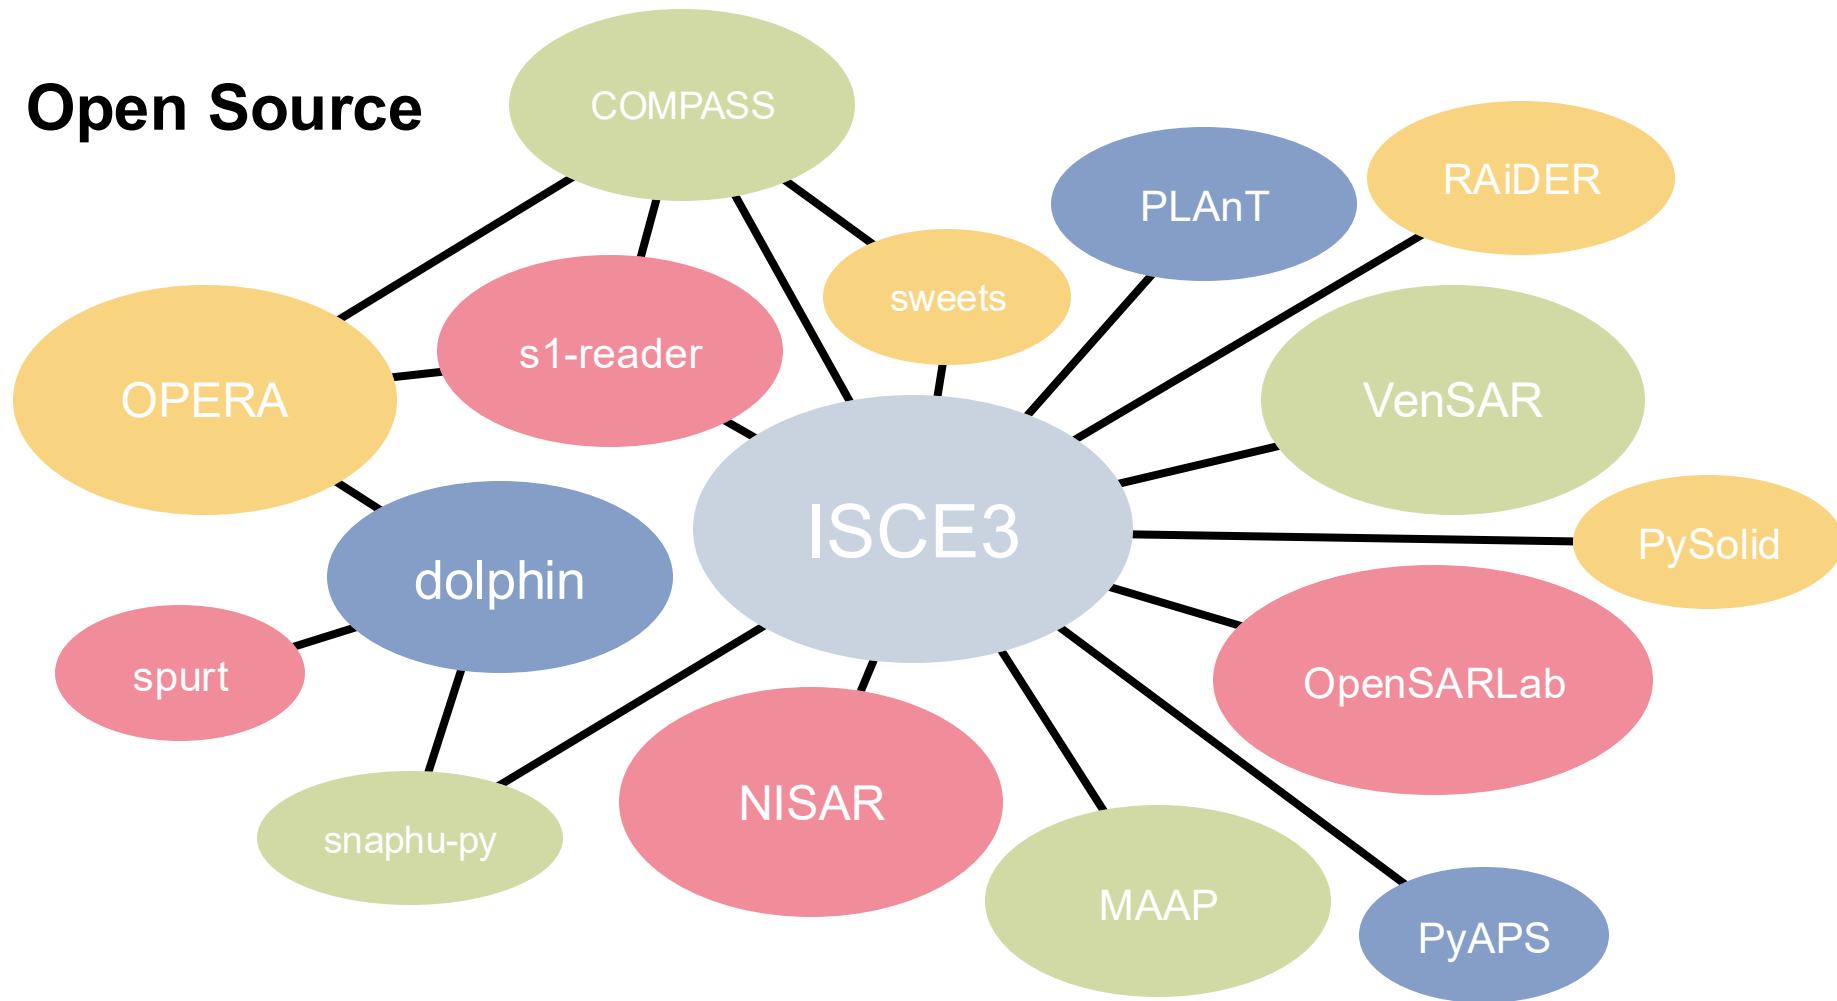 Open Source
COMPASS
PLAnT
RAiDER
sweets
s1-reader
OPERA
VenSAR
ISCE3
PySolid
dolphin
spurt
OpenSARLab
NISAR
snaphu-py
MAAP
PyAPS